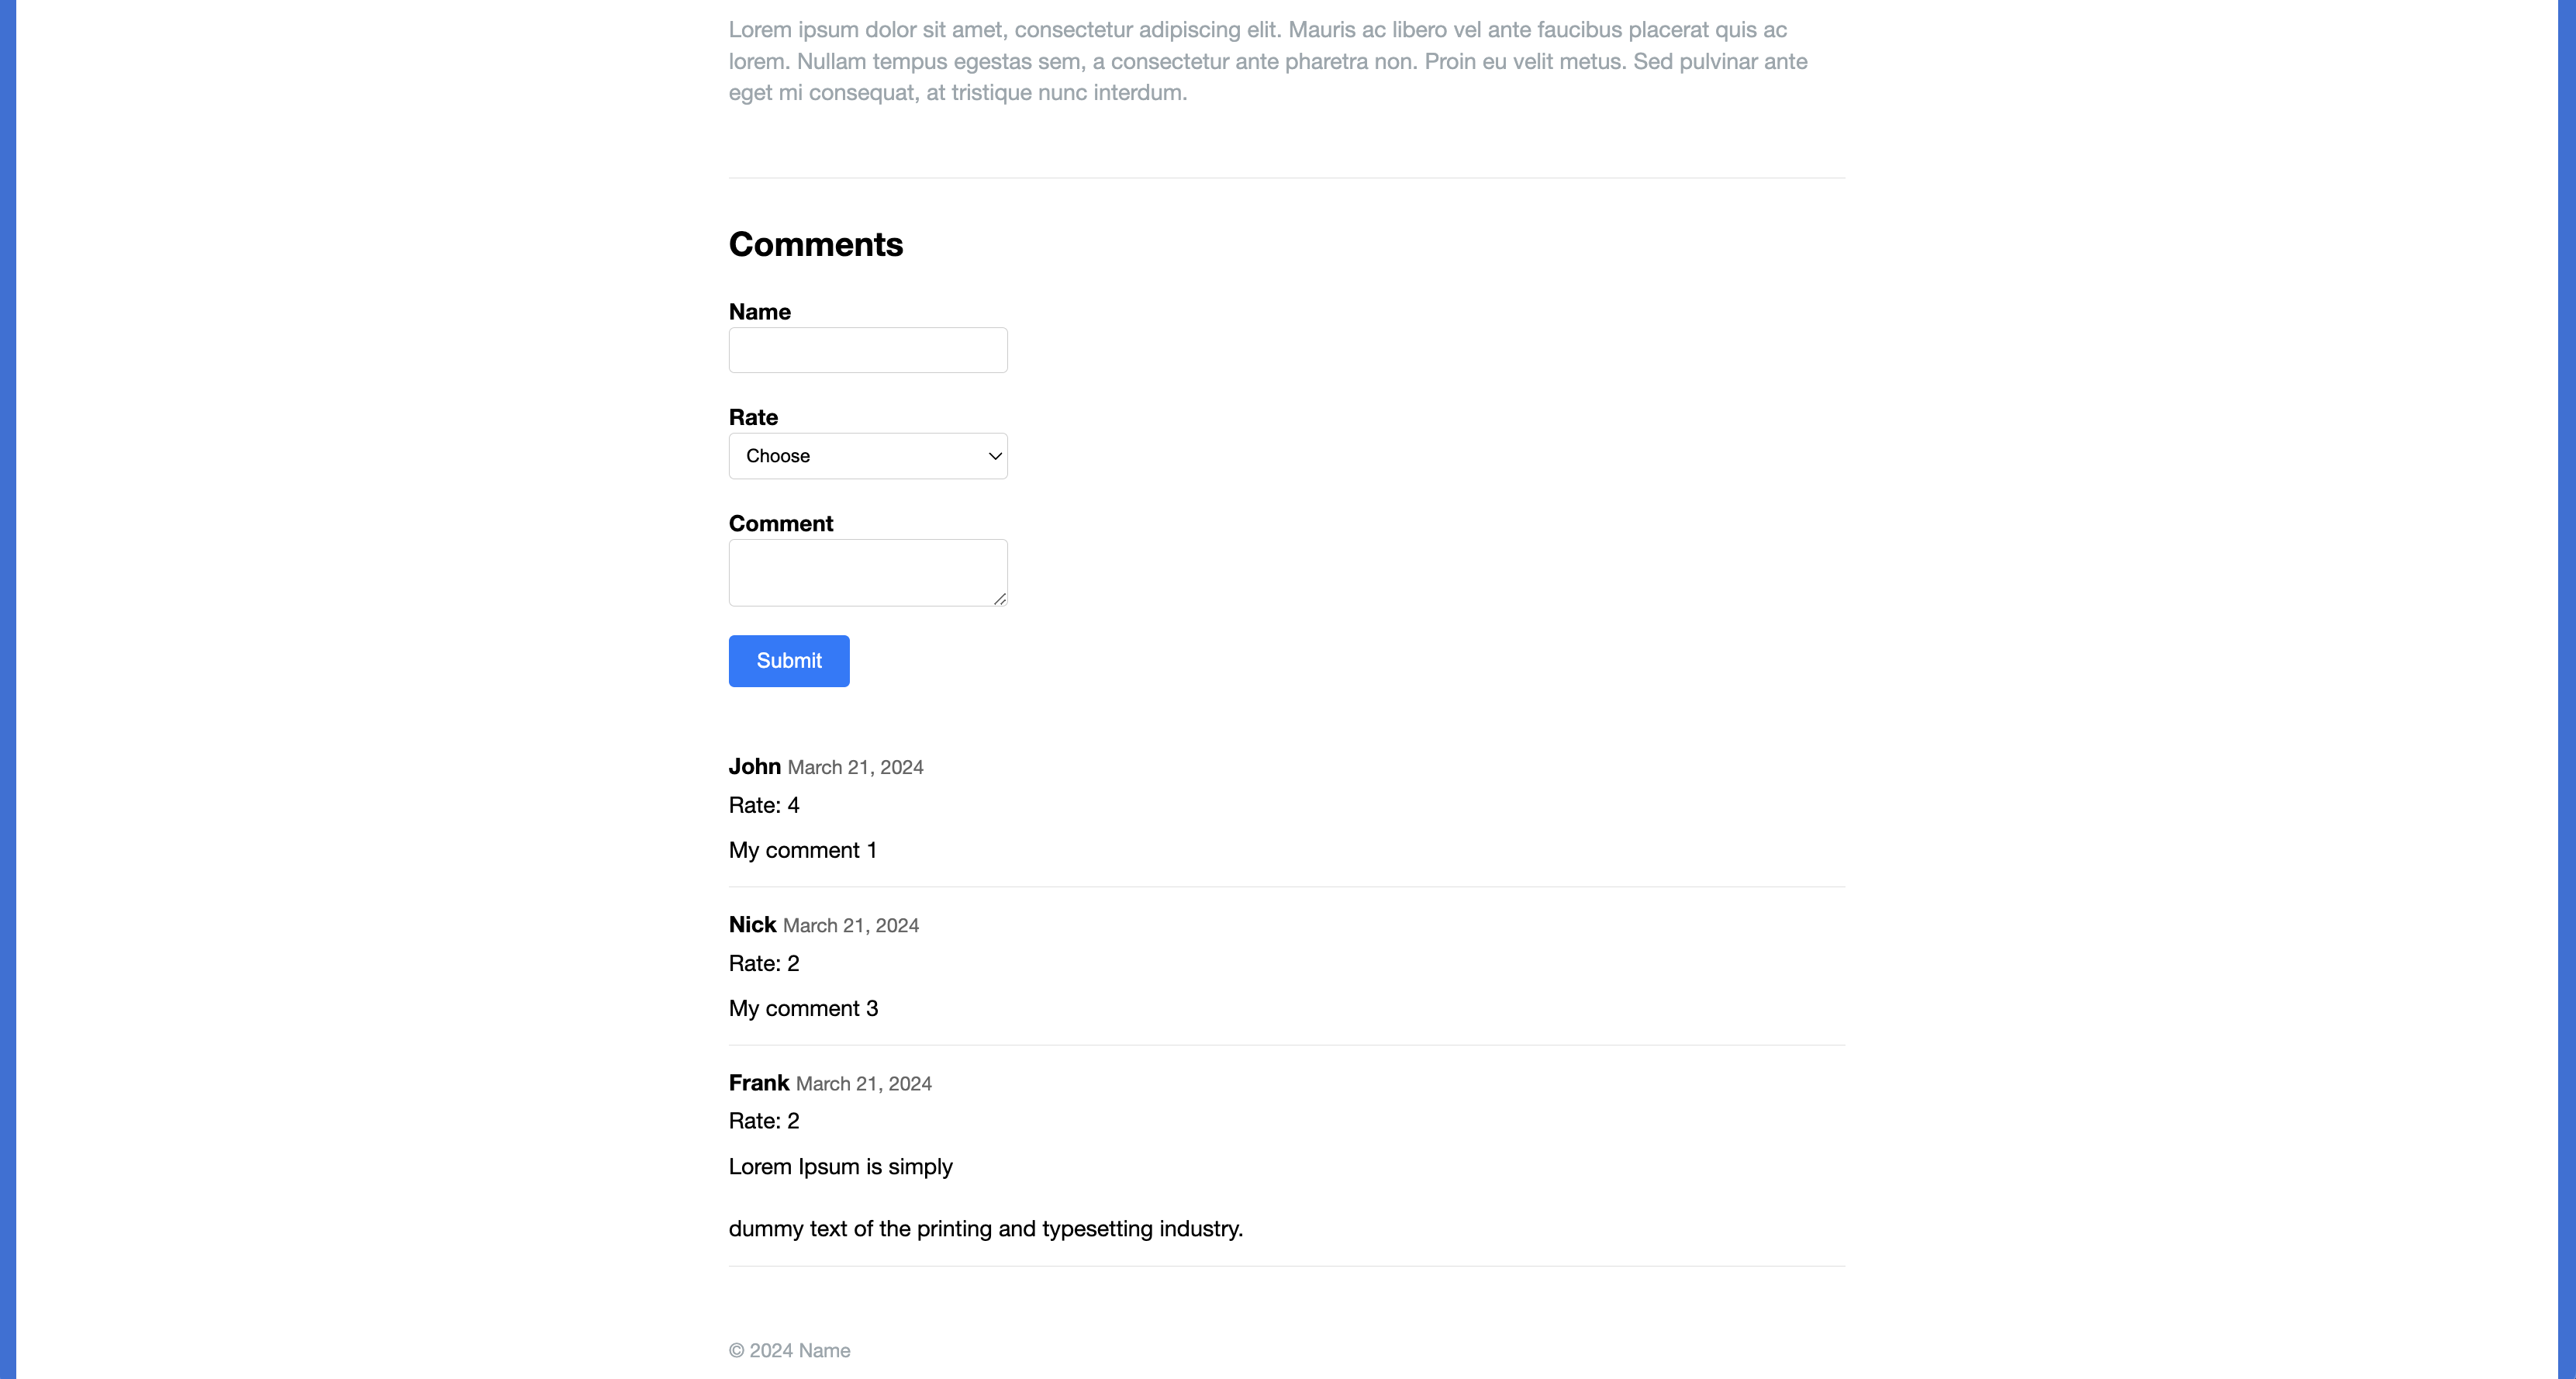 Lorem ipsum dolor sit amet, consectetur adipiscing elit. Mauris ac libero vel ante faucibus placerat quis ac
lorem. Nullam tempus egestas sem, a consectetur ante pharetra non. Proin eu velit metus. Sed pulvinar ante
eget mi consequat, at tristique nunc interdum.
Comments
Name
Rate
Choose
Comment
Submit
John March 21, 2024
Rate: 4
My comment 1
Nick March 21, 2024
Rate: 2
My comment 3
Frank March 21, 2024
Rate: 2
Lorem Ipsum is simply
dummy text of the printing and typesetting industry.
© 2024 Name